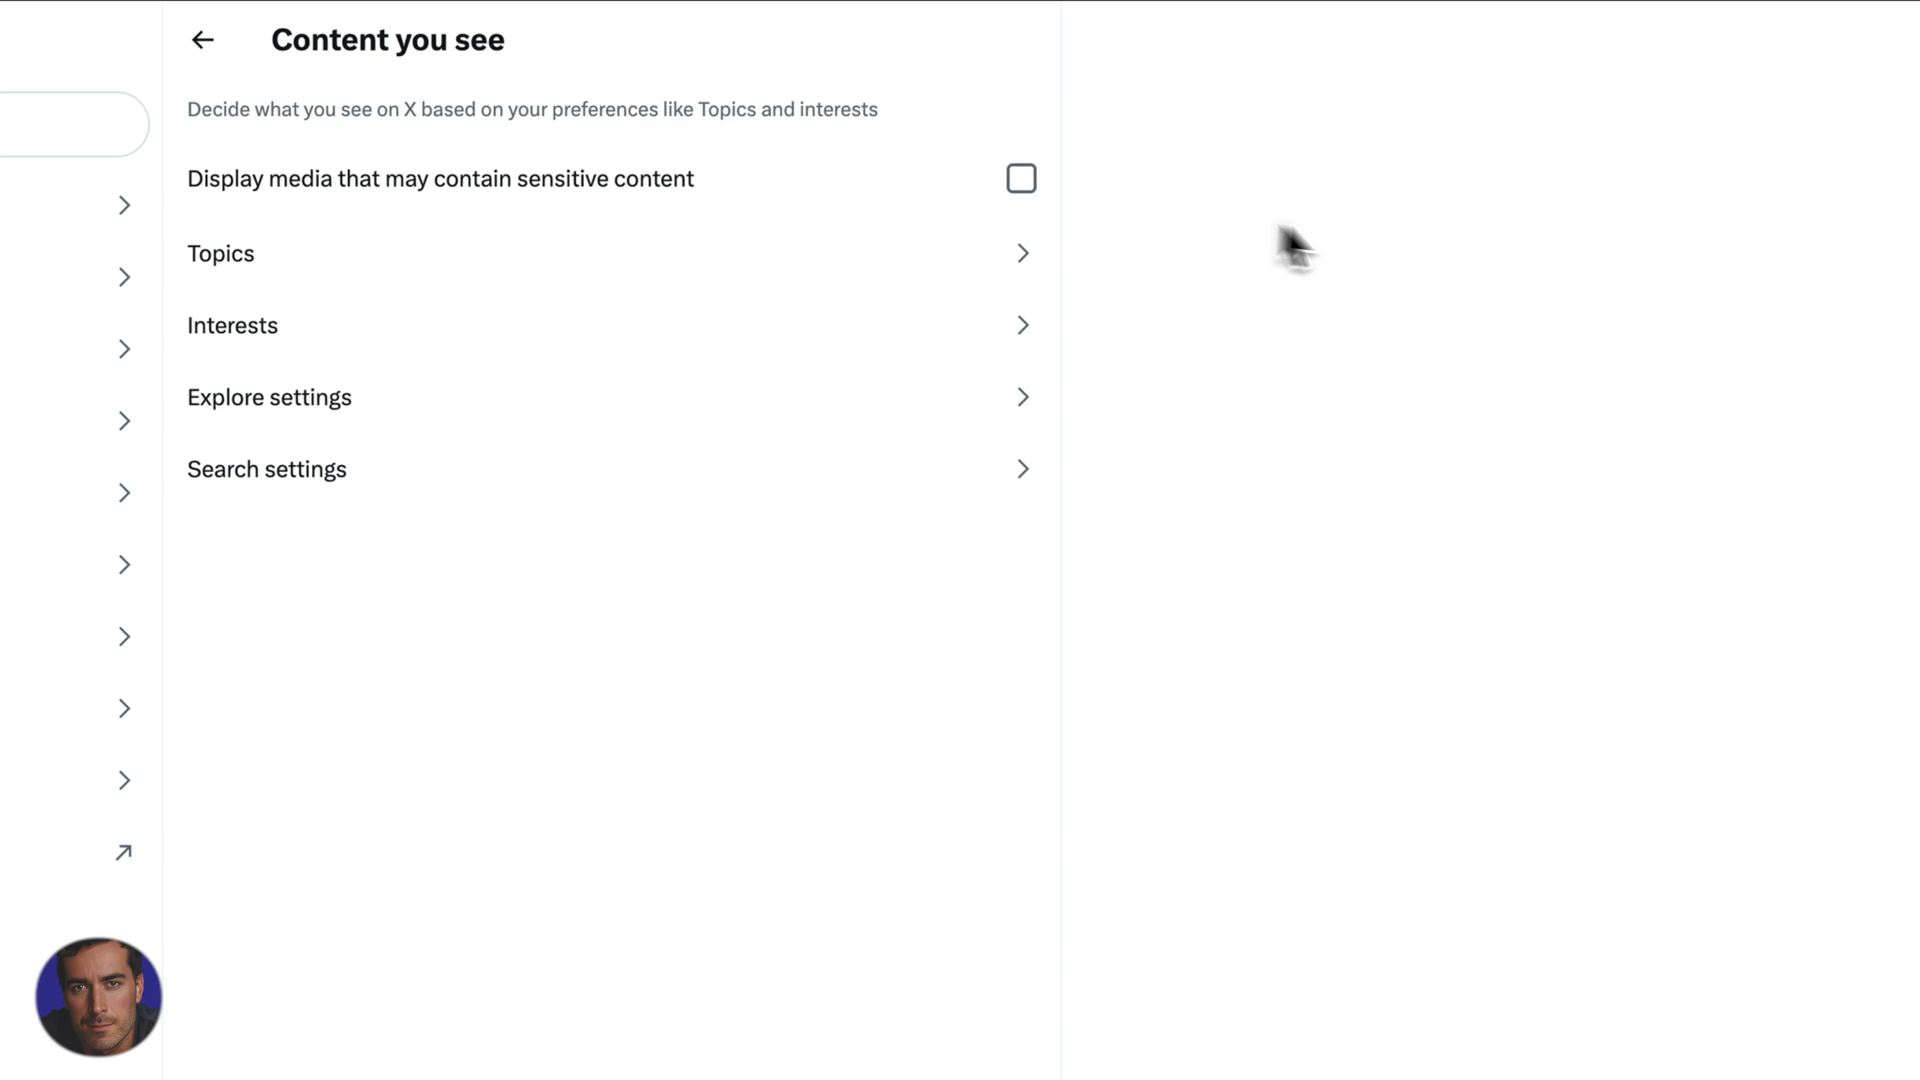 Content you see
Decide what you see on X based on your preferences like Topics and interests
Display media that may contain sensitive content
Topics
Interests
Explore settings
Search settings